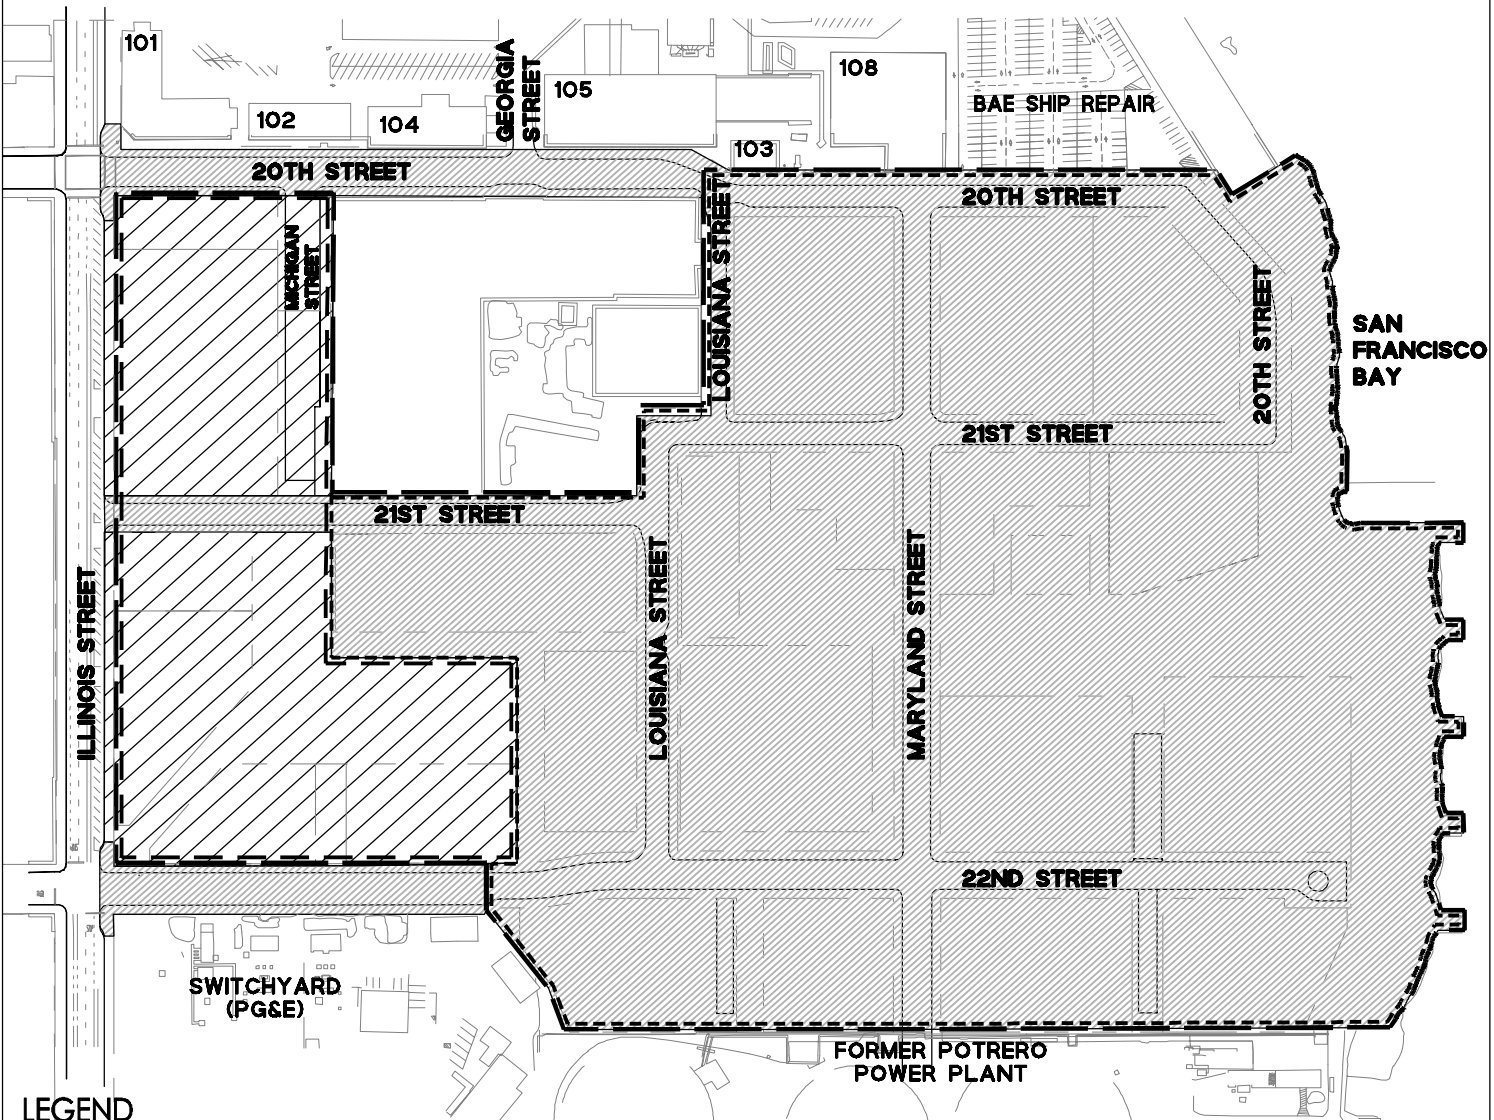 101
102
104
GEORGIA
STREET
105
108
BAE SHIP REPAIR
103
20TH STREET
20TH STREET
MICHIGAN
STREET
LOUISIANA STREET
20TH STREET
SAN
FRANCISCO
BAY
21ST STREET
21ST STREET
ILLINOIS STREET
LOUISIANA STREET
MARYLAND STREET
22ND STREET
SWITCHYARD
(PG&E)
FORMER POTRERO
POWER PLANT
LEGEND